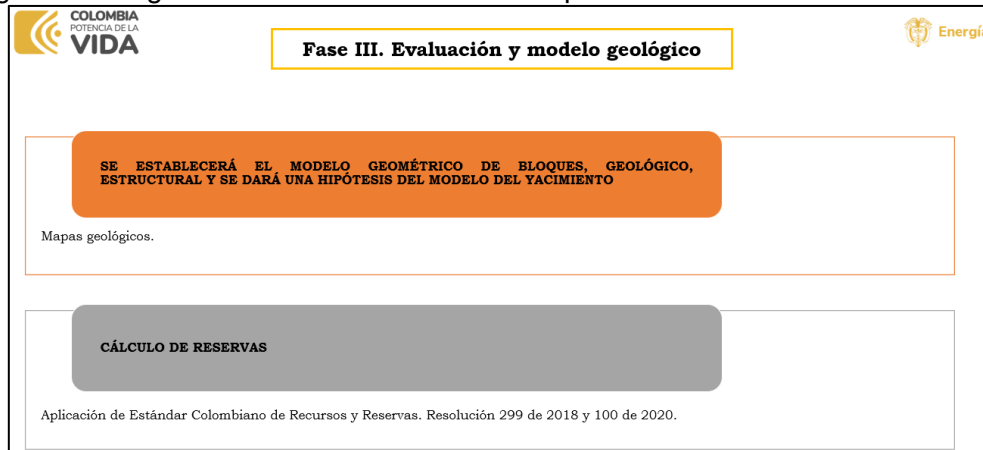 COLOMBIA
POTENCIA DE LA
VIDA
Energía
Fase III. Evaluación y modelo geológico
SE ESTABLECERÁ EL MODELO GEOMÉTRICO DE BLOQUES, GEOLÓGICO,
ESTRUCTURAL Y SE DARÁ UNA HIPÓTESIS DEL MODELO DEL YACIMIENTO
Mapas geológicos.
CÁLCULO DE RESERVAS
Aplicación de Estándar Colombiano de Recursos y Reservas. Resolución 299 de 2018 y 100 de 2020.